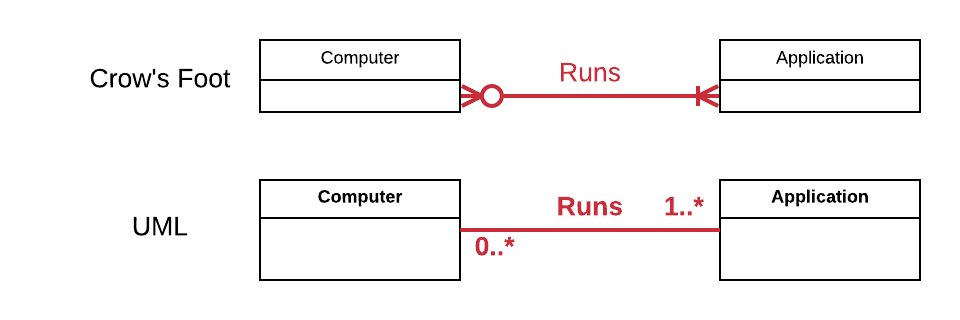 Crow's Foot
Computer
Runs
Application
UML
Computer
Runs
1..*
Application
0..*